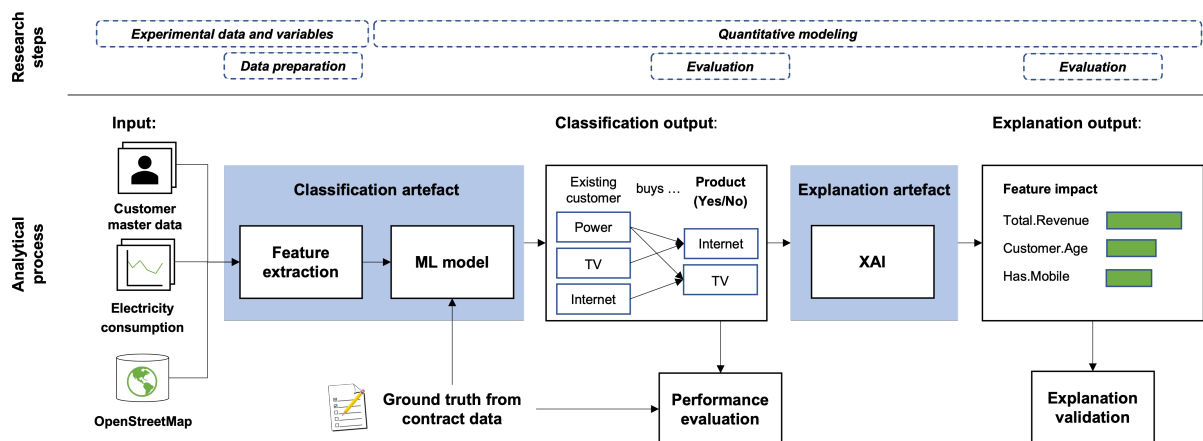 Research
steps
Experimental data and variables
Quantitative modeling
Data preparation
Evaluation
Evaluation
Analytical
process
Input:
Classification output:
Explanation output:
Customer
master data
Electricity
consumption
OpenStreetMap
Classification artefact
Feature
extraction
ML model
Existing
customer
buys ...
Product
(Yes/No)
Power
TV
Internet
Internet
TV
Explanation artefact
XAI
Feature impact
Total.Revenue
Customer.Age
Has.Mobile
Ground truth from
contract data
Performance
evaluation
Explanation
validation